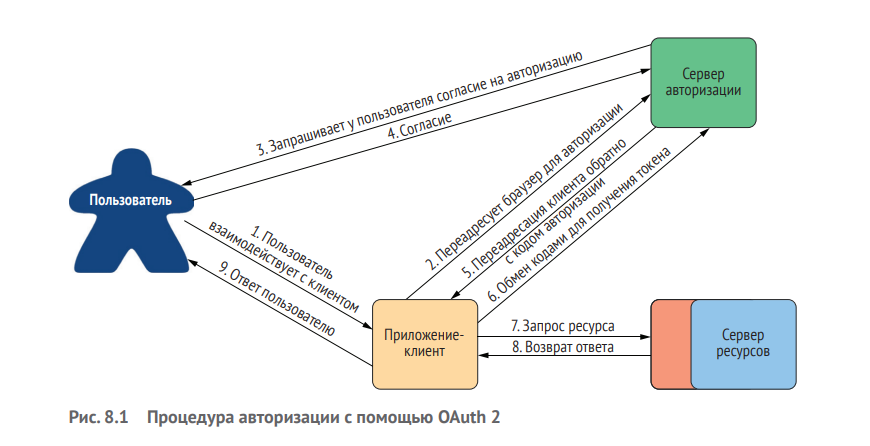 Сервер
авторизации
3. Запрашивает у пользователя согласие на авторизацию
4. Согласие
Пользователь
2. Переадресует браузер для авторизации
5. Переадресация клиента обратно
с кодом авторизации
6. Обмен кодами для получения токена
1. Пользователь
взаимодействует с клиентом
9. Ответ пользователю
Приложение-
клиент
7. Запрос ресурса
8. Возврат ответа
Сервер
ресурсов
Рис. 8.1 Процедура авторизации с помощью OAuth 2